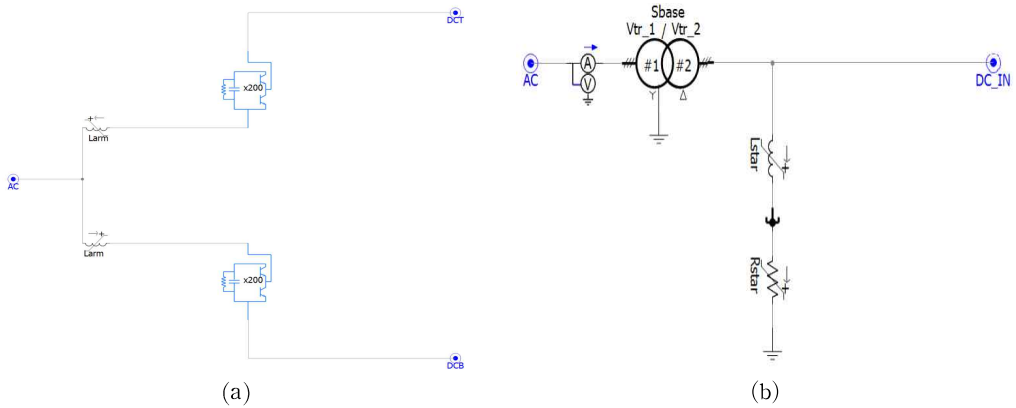 DCT
x200
Larm
AC
Larm
x200
DCB
(a)
Sbase
Vtr_1 / Vtr_2
A
#1 #2
AC
V
DC_IN
Y Δ
Lstar
+
Rstar
+
(b)